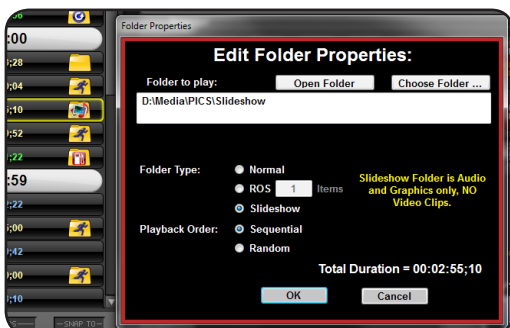 :00
;28
;04
;10
;52
;22
:59
;22
;00
;42
;00
;10
SNAP TO
Folder Properties
Edit Folder Properties:
Folder to play:
Open Folder
Choose Folder ...
D:\Media\PICS\Slideshow
Folder Type:
Normal
ROS 1 Items
Slideshow
Slideshow Folder is Audio
and Graphics only, NO
Video Clips.
Playback Order:
Sequential
Random
Total Duration = 00:02:55;10
OK
Cancel